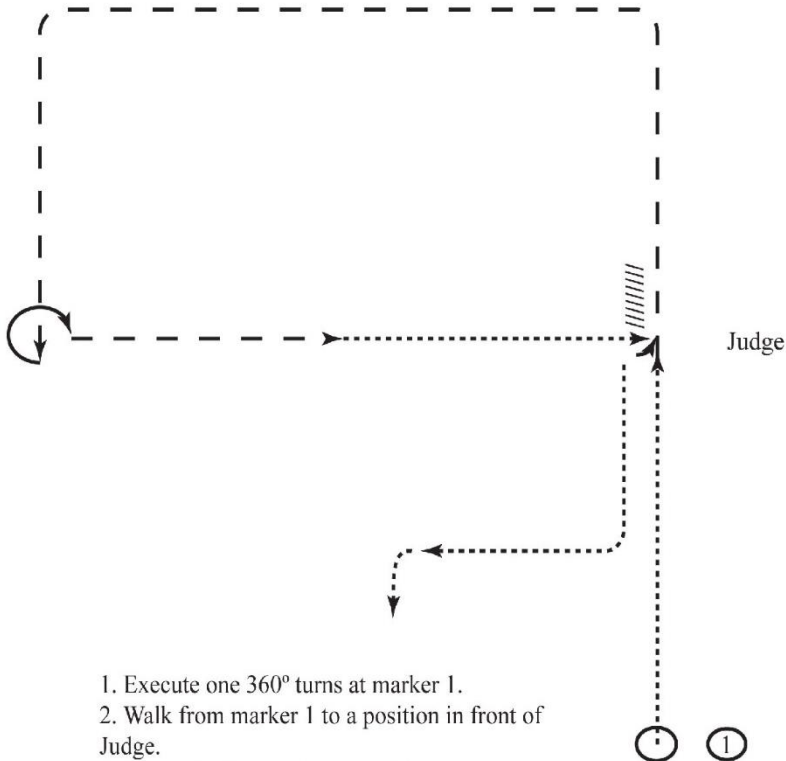 Judge
1. Execute one 360º turns at marker 1.
2. Walk from marker 1 to a position in front of
Judge.
1